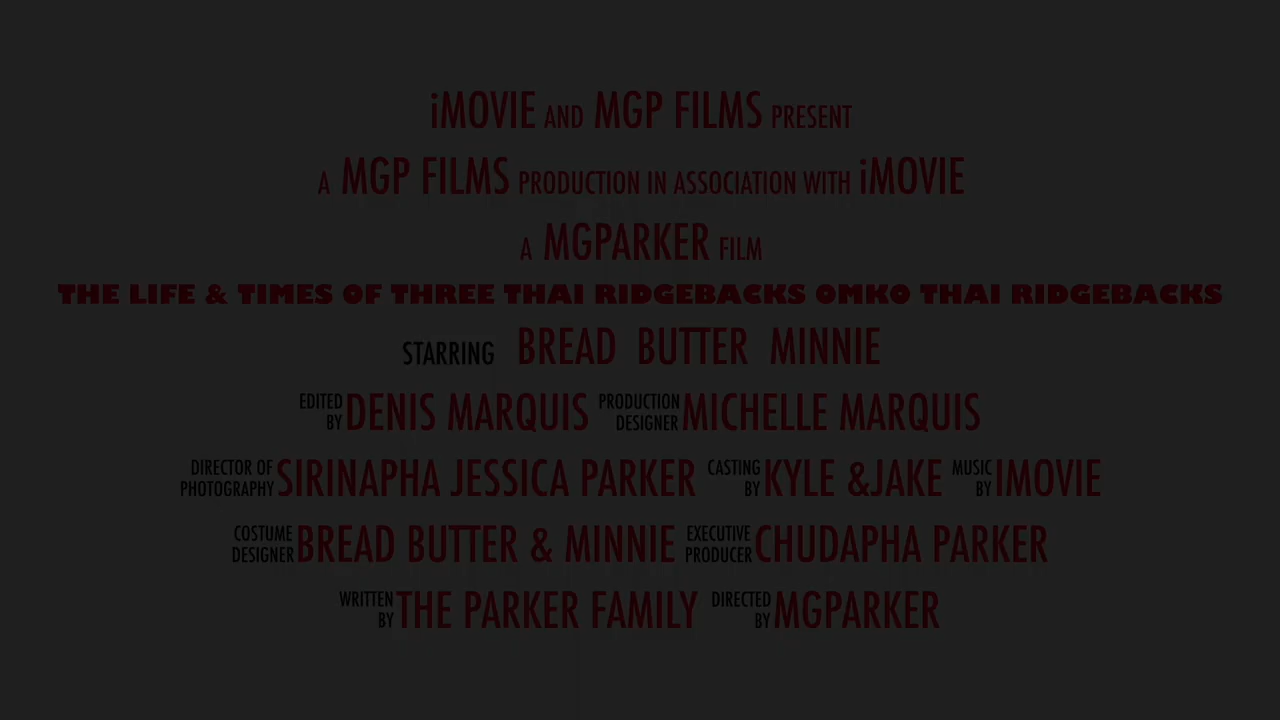 iMOVIE AND MGP FILMS PRESENT
A MGP FILMS PRODUCTION IN ASSOCIATION WITH iMOVIE
A MGPARKER FILM
THE LIFE & TIMES OF THREE THAI RIDGEBACKS OMKO THAI RIDGEBACKS
STARRING BREAD BUTTER MINNIE
EDITED BY DENIS MARQUIS PRODUCTION DESIGNER MICHELLE MARQUIS
DIRECTOR OF PHOTOGRAPHY SIRINAPHA JESSICA PARKER CASTING BY KYLE &JAKE MUSIC BY IMOVIE
COSTUME DESIGNER BREAD BUTTER & MINNIE EXECUTIVE PRODUCER CHUDAPHA PARKER
WRITTEN BY THE PARKER FAMILY DIRECTED BY MGPARKER